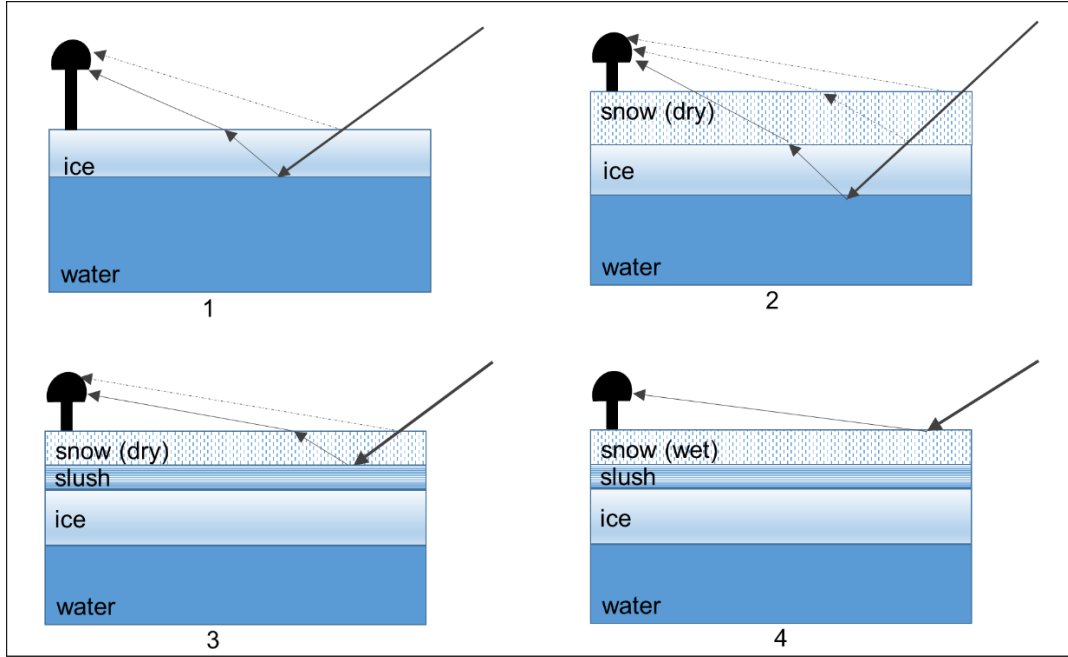 ice
water
1
snow (dry)
ice
water
2
snow (dry)
slush
ice
water
3
snow (wet)
slush
ice
water
4